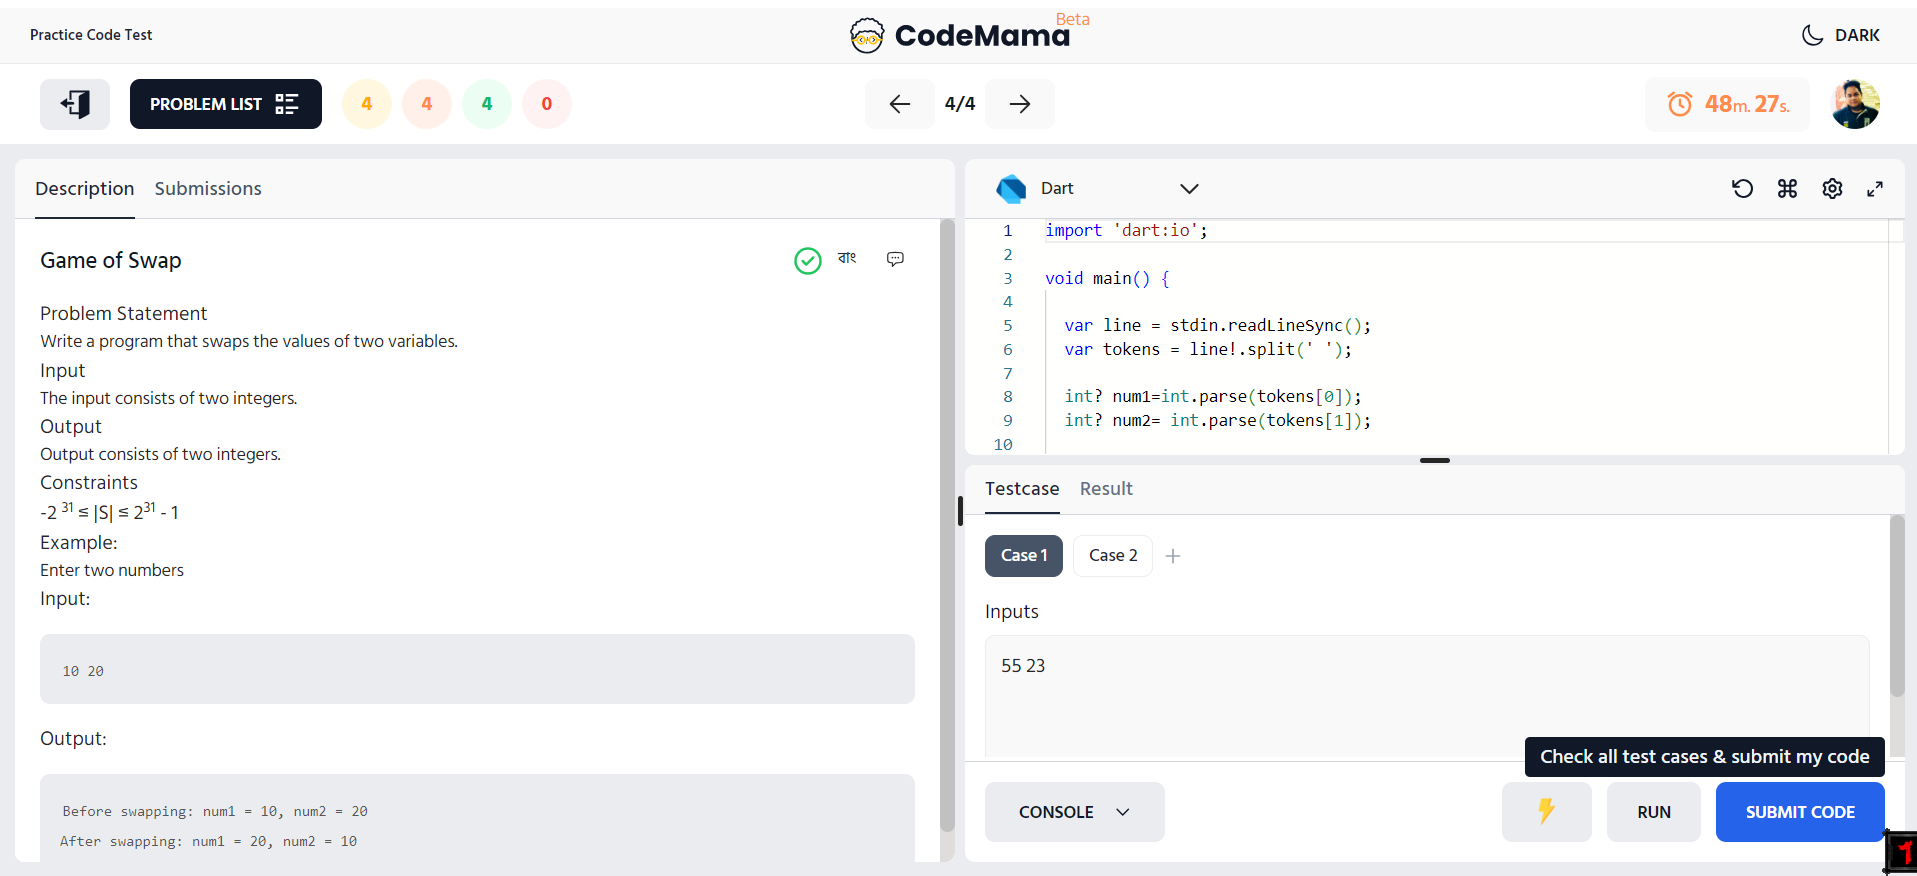 Practice Code Test
CodeMama Beta
DARK
PROBLEM LIST
4
4
4
0
4/4
48m. 27s.
Description Submissions
Game of Swap
বাং
Problem Statement
Write a program that swaps the values of two variables.
Input
The input consists of two integers.
Output
Output consists of two integers.
Constraints
-2 31 ≤ |S| ≤ 231 - 1
Example:
Enter two numbers
Input:
10 20
Output:
Before swapping: num1 = 10, num2 = 20
After swapping: num1 = 20, num2 = 10
Dart
1 import 'dart:io';
2
3 void main() {
4
5 var line = stdin.readLineSync();
6 var tokens = line!.split(' ');
7
8 int? num1=int.parse(tokens[0]);
9 int? num2= int.parse(tokens[1]);
10
Testcase Result
Case 1 Case 2 +
Inputs
55 23
Check all test cases & submit my code
CONSOLE
RUN
SUBMIT CODE